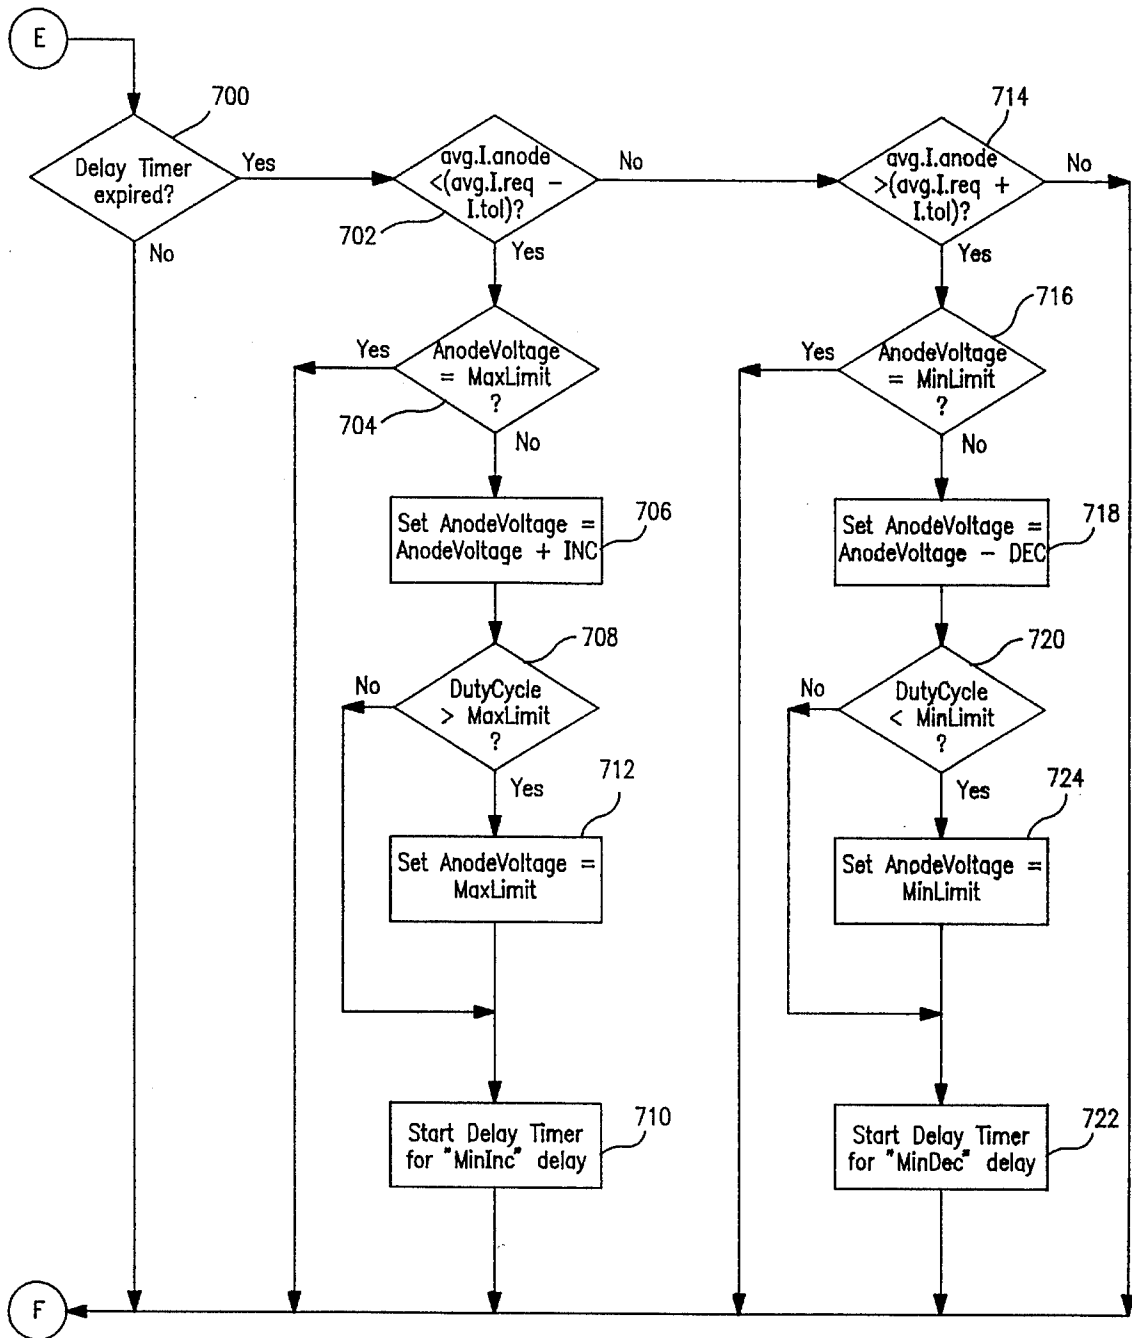 E
700
Delay Timer
expired?
Yes
No
avg.I.anode
<(avg.I.req -
I.tol)?
702
No
Yes
714
avg.I.anode
>(avg.I.req +
I.tol)?
No
Yes
AnodeVoltage
= MaxLimit
?
704
Yes
No
716
AnodeVoltage
= MinLimit
?
Yes
No
Set AnodeVoltage =
AnodeVoltage + INC
706
Set AnodeVoltage =
AnodeVoltage - DEC
718
708
DutyCycle
> MaxLimit
?
No
Yes
720
DutyCycle
< MinLimit
?
No
Yes
712
Set AnodeVoltage =
MaxLimit
724
Set AnodeVoltage =
MinLimit
Start Delay Timer
for "MinInc" delay
710
Start Delay Timer
for "MinDec" delay
722
F